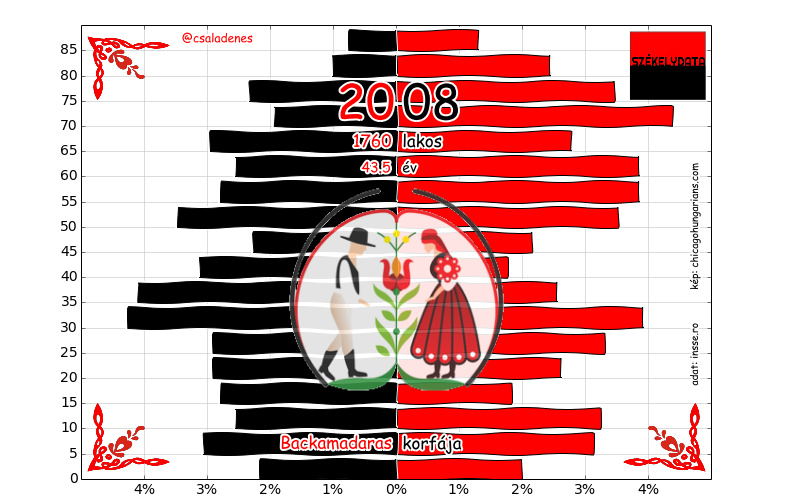 @csaladenes
SZÉKELYDATA
2008
1760 lakos
43.5 év
85
80
75
70
65
60
55
50
45
40
35
30
25
20
15
10
5
0
kép: chicagohungarians.com
adat: insse.ro
Backamadaras korfája
4% 3% 2% 1% 0% 1% 2% 3% 4%